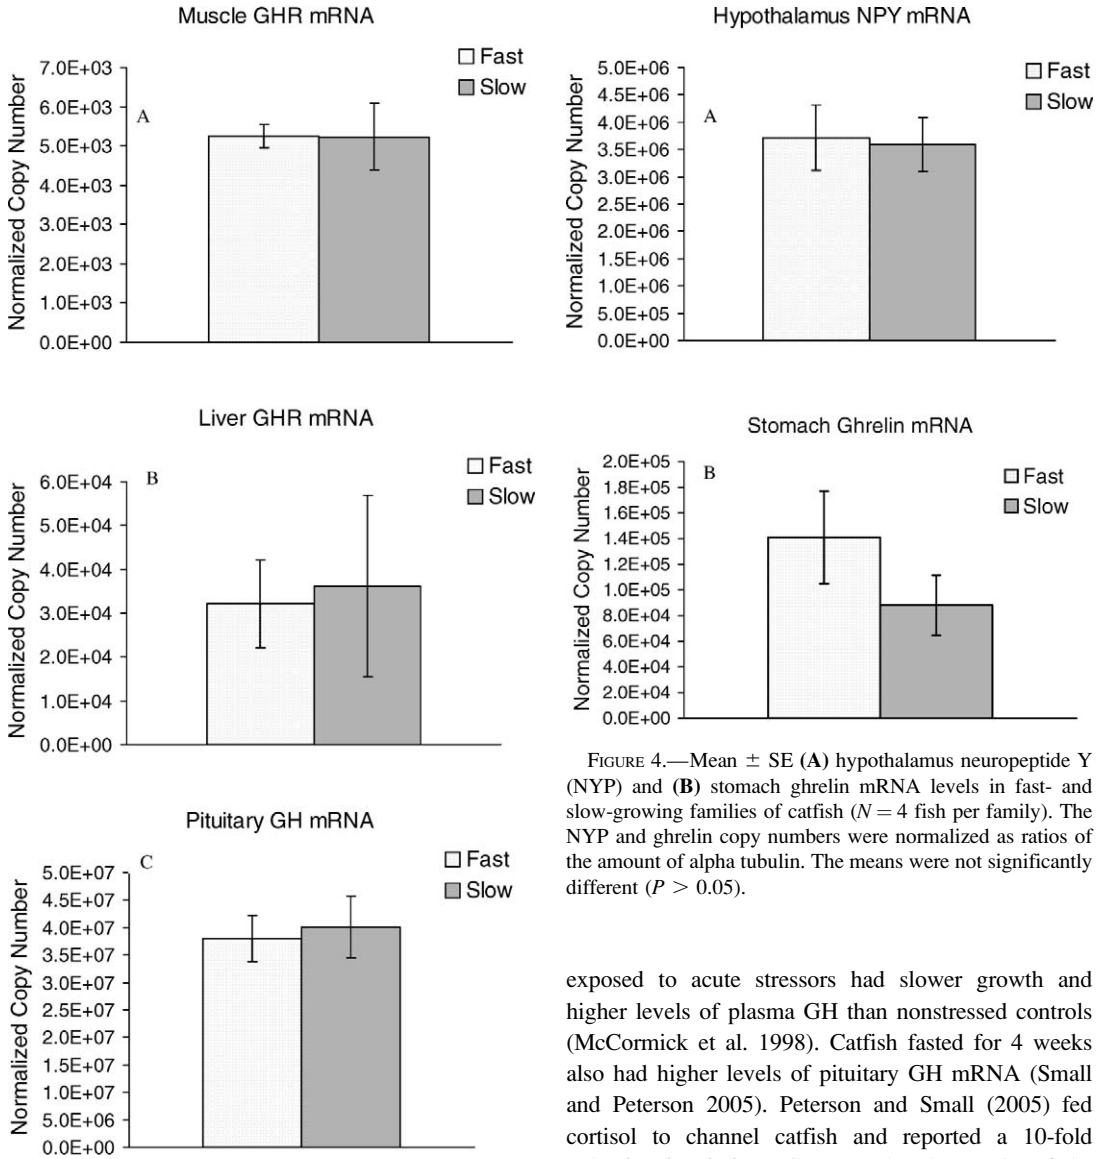 Muscle GHR mRNA
Fast
Slow
A
Normalized Copy Number
7.0E+03
6.0E+03
5.0E+03
4.0E+03
3.0E+03
2.0E+03
1.0E+03
0.0E+00
Liver GHR mRNA
Fast
Slow
B
Normalized Copy Number
6.0E+04
5.0E+04
4.0E+04
3.0E+04
2.0E+04
1.0E+04
0.0E+00
Pituitary GH mRNA
Fast
Slow
C
Normalized Copy Number
5.0E+07
4.5E+07
4.0E+07
3.5E+07
3.0E+07
2.5E+07
2.0E+07
1.5E+07
1.0E+07
5.0E+06
0.0E+00
Hypothalamus NPY mRNA
Fast
Slow
A
Normalized Copy Number
5.0E+06
4.5E+06
4.0E+06
3.5E+06
3.0E+06
2.5E+06
2.0E+06
1.5E+06
1.0E+06
5.0E+05
0.0E+00
Stomach Ghrelin mRNA
Fast
Slow
B
Normalized Copy Number
2.0E+05
1.8E+05
1.6E+05
1.4E+05
1.2E+05
1.0E+05
8.0E+04
6.0E+04
4.0E+04
2.0E+04
0.0E+00
FIGURE 4.—Mean ± SE (A) hypothalamus neuropeptide Y
(NYP) and (B) stomach ghrelin mRNA levels in fast- and
slow-growing families of catfish (N = 4 fish per family). The
NYP and ghrelin copy numbers were normalized as ratios of
the amount of alpha tubulin. The means were not significantly
different (P > 0.05).
exposed to acute stressors had slower growth and
higher levels of plasma GH than nonstressed controls
(McCormick et al. 1998). Catfish fasted for 4 weeks
also had higher levels of pituitary GH mRNA (Small
and Peterson 2005). Peterson and Small (2005) fed
cortisol to channel catfish and reported a 10-fold